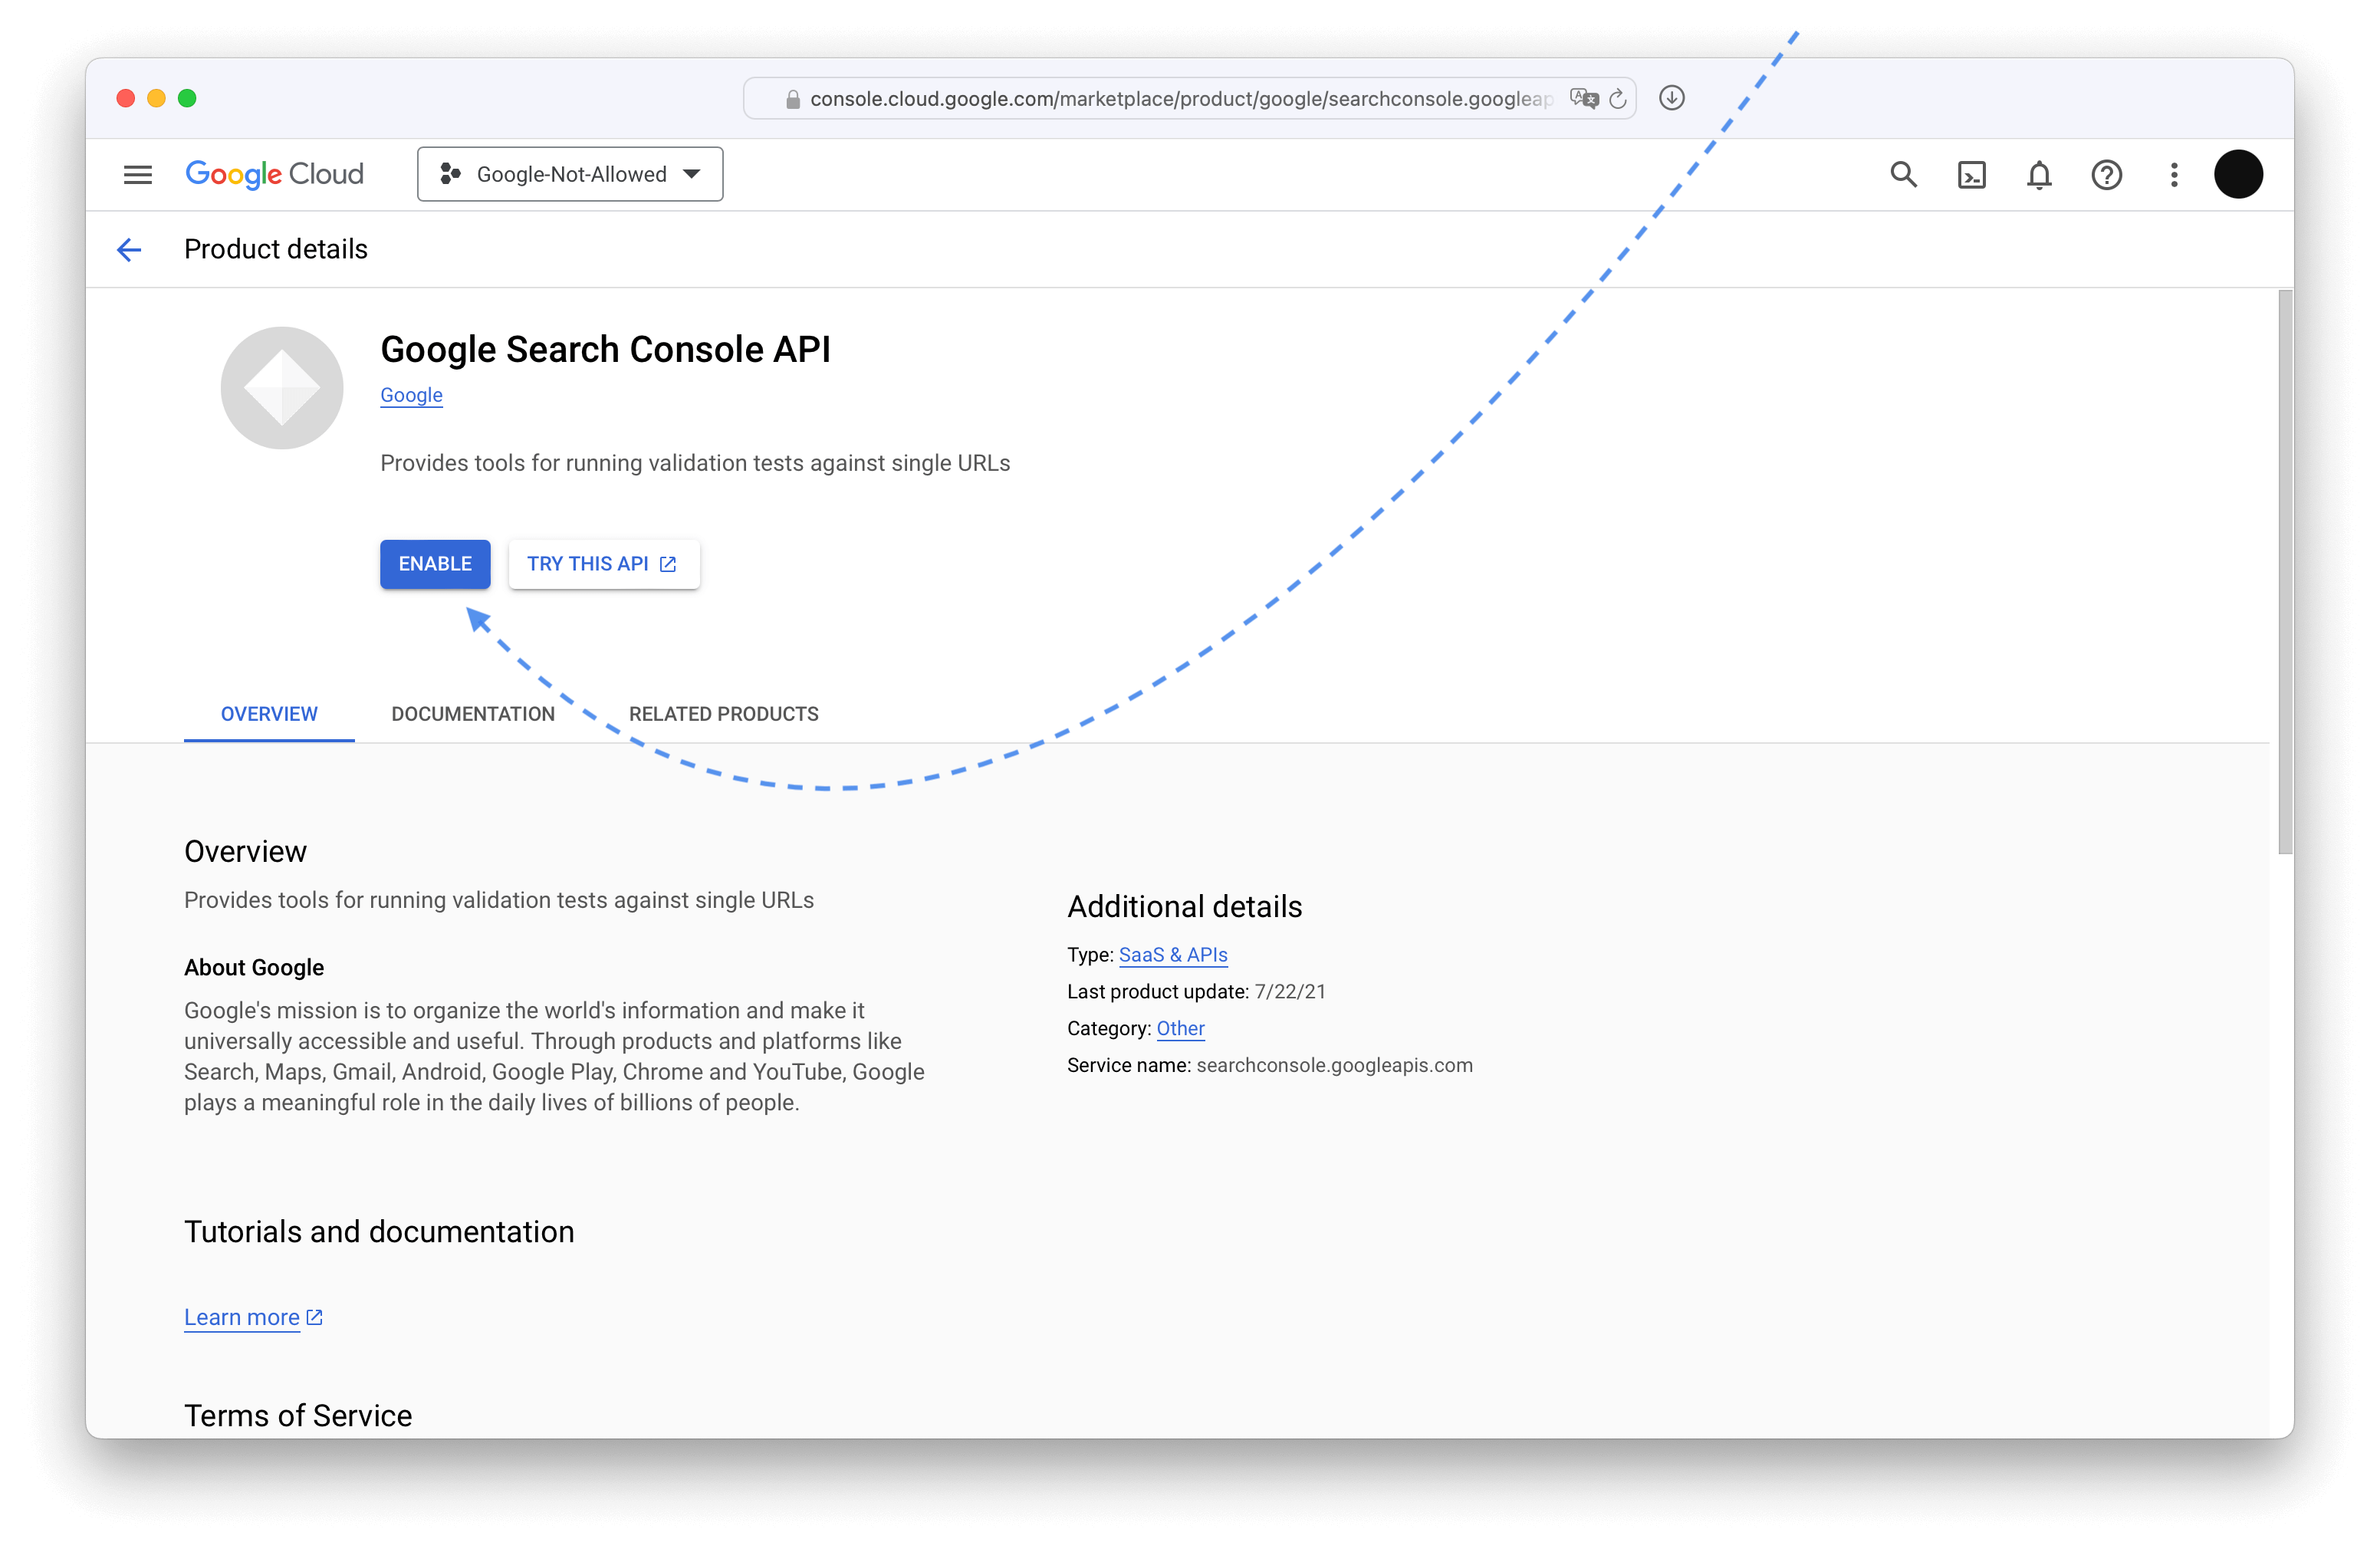 console.cloud.google.com/marketplace/product/google/searchconsole.googleap
Google Cloud
Google-Not-Allowed
Product details
Google Search Console API
Google
Provides tools for running validation tests against single URLs
ENABLE
TRY THIS API
OVERVIEW
DOCUMENTATION
RELATED PRODUCTS
Overview
Provides tools for running validation tests against single URLs
About Google
Google's mission is to organize the world's information and make it
universally accessible and useful. Through products and platforms like
Search, Maps, Gmail, Android, Google Play, Chrome and YouTube, Google
plays a meaningful role in the daily lives of billions of people.
Additional details
Type: SaaS & APIs
Last product update: 7/22/21
Category: Other
Service name: searchconsole.googleapis.com
Tutorials and documentation
Learn more
Terms of Service